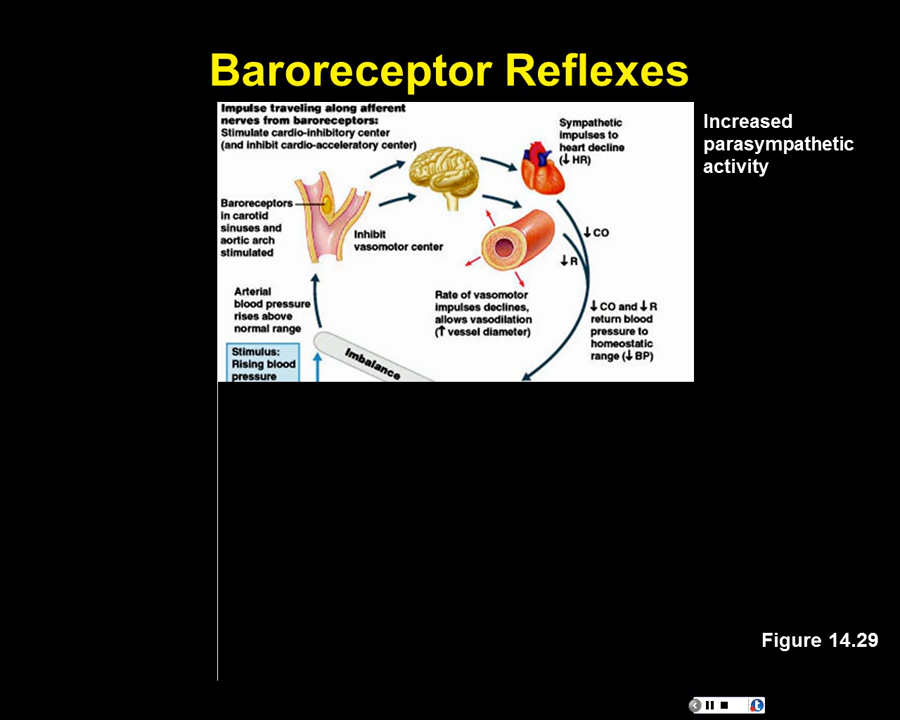 Baroreceptor Reflexes
Impulse traveling along afferent
nerves from baroreceptors:
Stimulate cardio-inhibitory center
(and inhibit cardio-acceleratory center)
Sympathetic
impulses to
heart decline
(↓ HR)
Increased
parasympathetic
activity
Baroreceptors
in carotid
sinuses and
aortic arch
stimulated
Inhibit
vasomotor center
↓CO
↓R
Arterial
blood pressure
rises above
normal range
Rate of vasomotor
impulses declines,
allows vasodilation
(↑ vessel diameter)
↓CO and ↓R
return blood
pressure to
homeostatic
range (↓BP)
Stimulus:
Rising blood
pressure
Imbalance
Figure 14.29